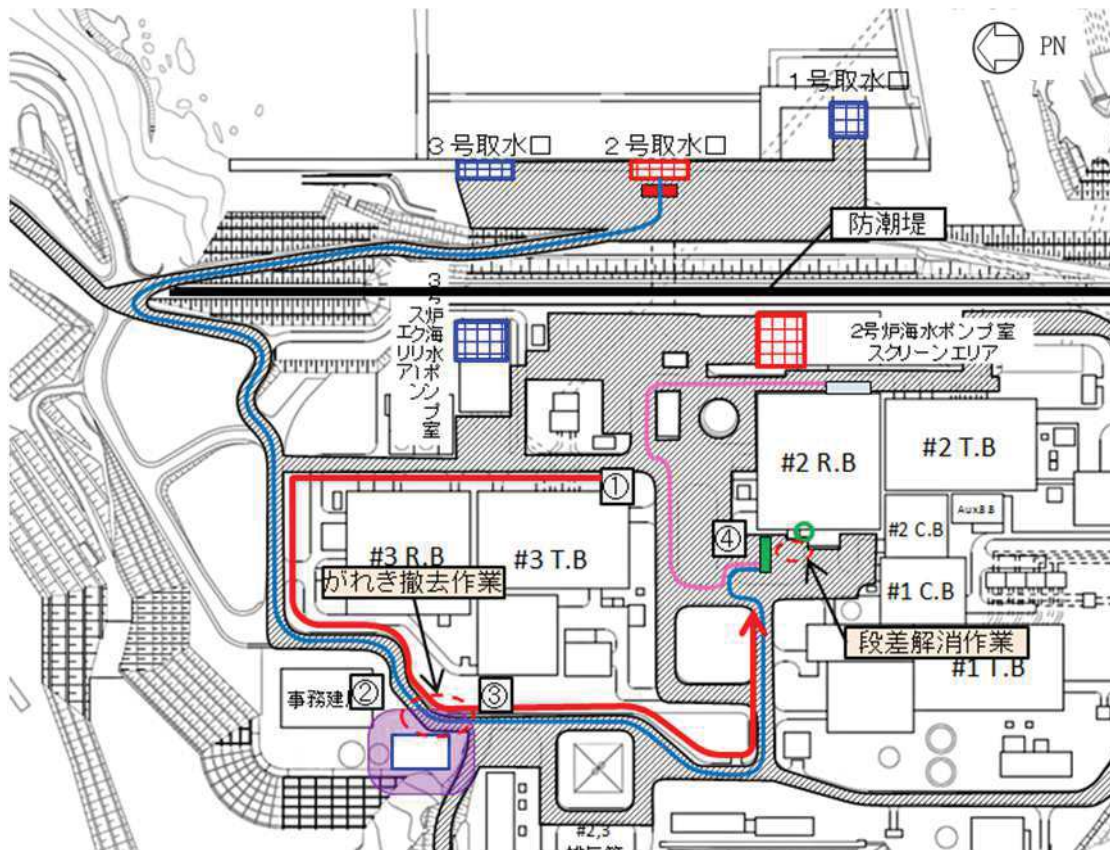 PN
1号取水口
3号取水口
2号取水口
防潮堤
3号炉海水ポンプ室
スクリーン
エリア
2号炉海水ポンプ室
スクリーンエリア
#2 R.B
#2 T.B
①
④
#2 C.B
AuxB.B
#3 R.B
#3 T.B
がれき撤去作業
#1 C.B
段差解消作業
#1 T.B
事務建
②
③
#2,3